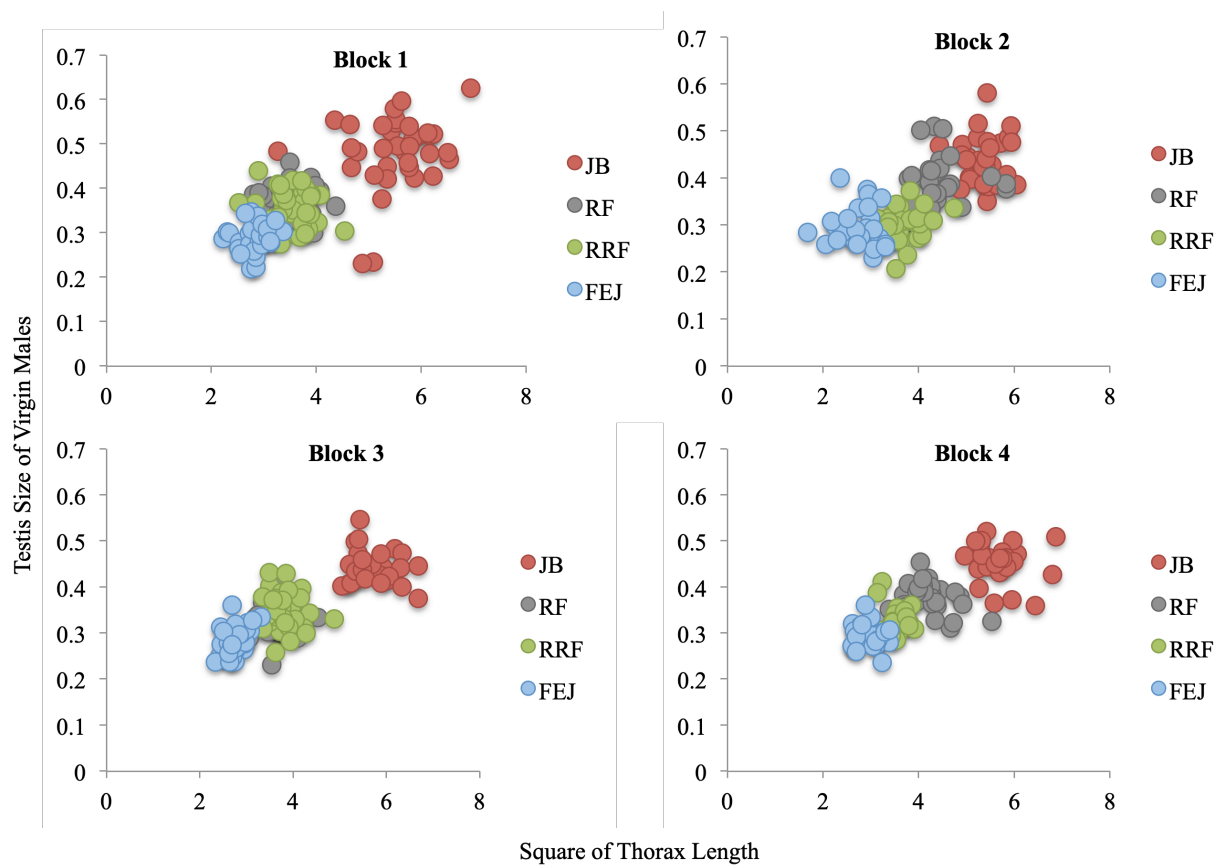 Block 1
0.7
0.6
0.5
0.4
0.3
0.2
0.1
0
0
2
4
6
8
JB
RF
RRF
FEJ
Block 2
0.7
0.6
0.5
0.4
0.3
0.2
0.1
0
0
2
4
6
8
JB
RF
RRF
FEJ
Testis Size of Virgin Males
Block 3
0.7
0.6
0.5
0.4
0.3
0.2
0.1
0
0
2
4
6
8
JB
RF
RRF
FEJ
Block 4
0.7
0.6
0.5
0.4
0.3
0.2
0.1
0
0
2
4
6
8
JB
RF
RRF
FEJ
Square of Thorax Length